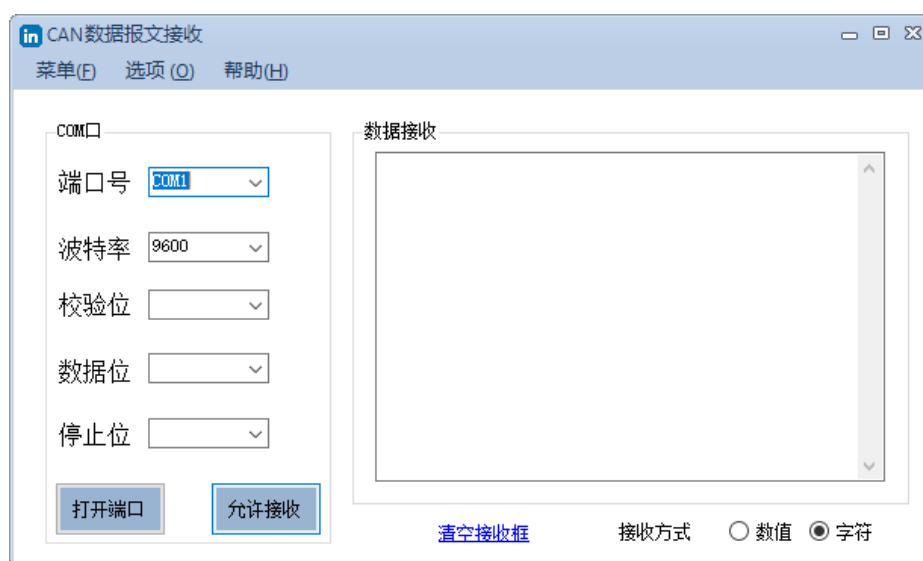 in CAN数据报文接收
菜单(F) 选项 (O) 帮助(H)
COM口
端口号 COM1
波特率 9600
校验位
数据位
停止位
打开端口 允许接收
数据接收
清空接收框 接收方式 数值 字符